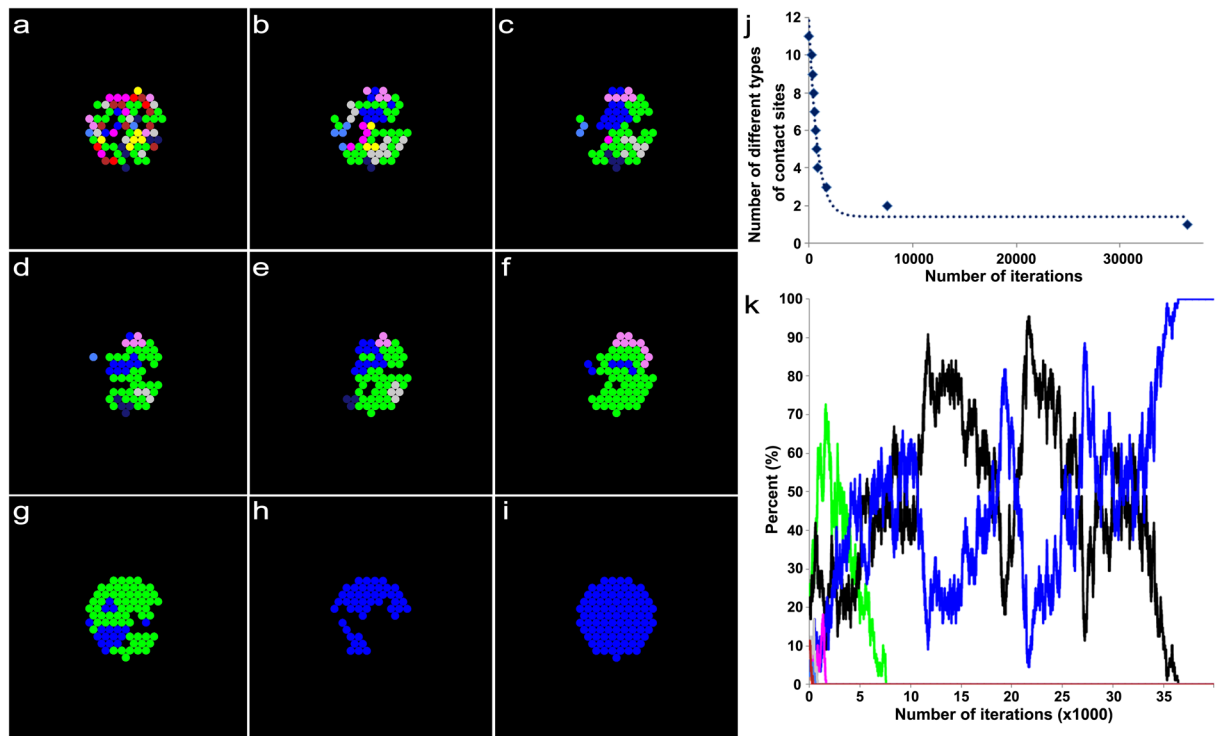 a
b
c
d
e
f
g
h
i
j
Number of different types
of contact sites
12
10
8
6
4
2
0
0
10000
20000
30000
Number of iterations
k
Percent (%)
100
90
80
70
60
50
40
30
20
10
0
0
5
10
15
20
25
30
35
Number of iterations (x1000)